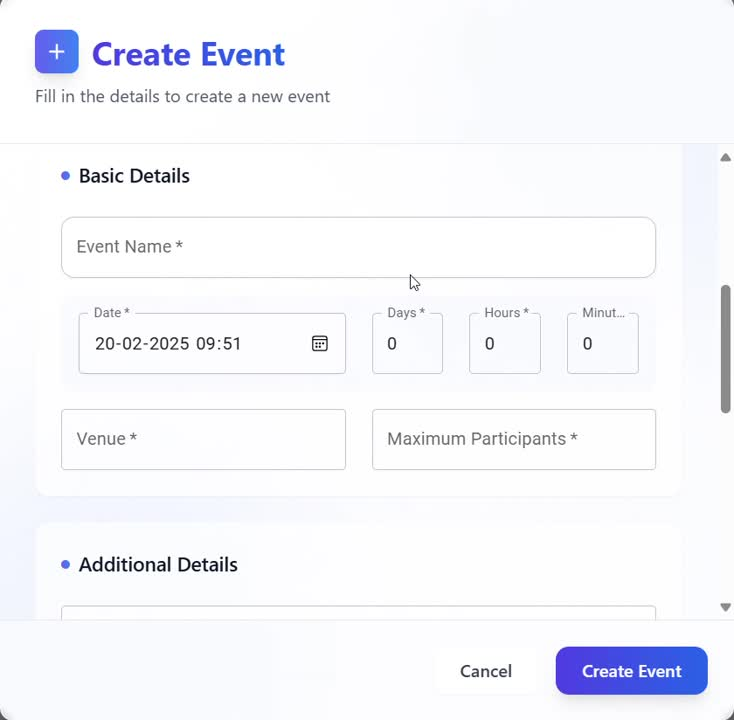 + Create Event
Fill in the details to create a new event
Basic Details
Event Name *
Date * Days * Hours * Minut...
20-02-2025 09:51 0 0 0
Venue * Maximum Participants *
Additional Details
Cancel Create Event